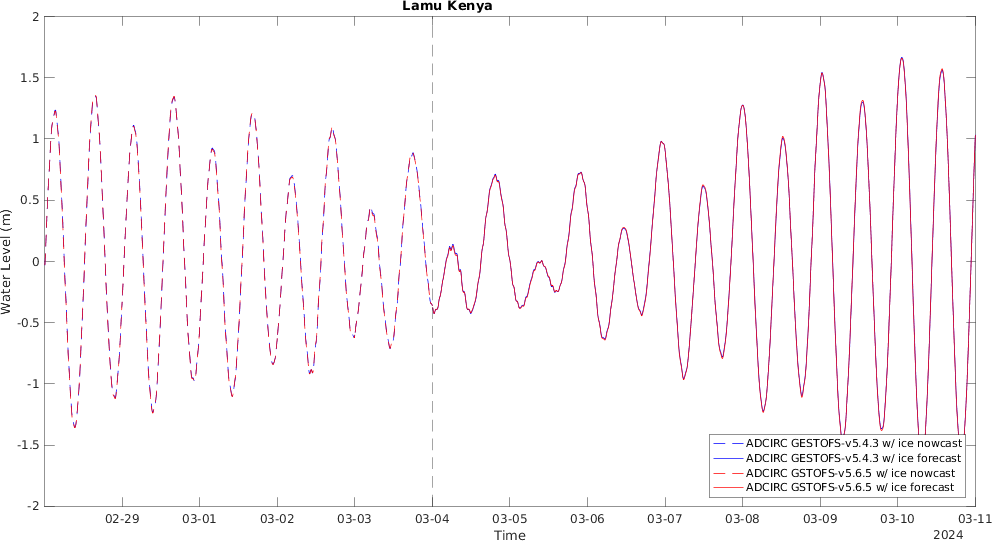 Lamu Kenya
2
1.5
1
0.5
0
-0.5
-1
-1.5
-2
Water Level (m)
ADCIRC GESTOFS-v5.4.3 w/ ice nowcast
ADCIRC GESTOFS-v5.4.3 w/ ice forecast
ADCIRC GSTOFS-v5.6.5 w/ ice nowcast
ADCIRC GSTOFS-v5.6.5 w/ ice forecast
02-29 03-01 03-02 03-03 03-04 03-05 03-06 03-07 03-08 03-09 03-10 03-11
Time
2024